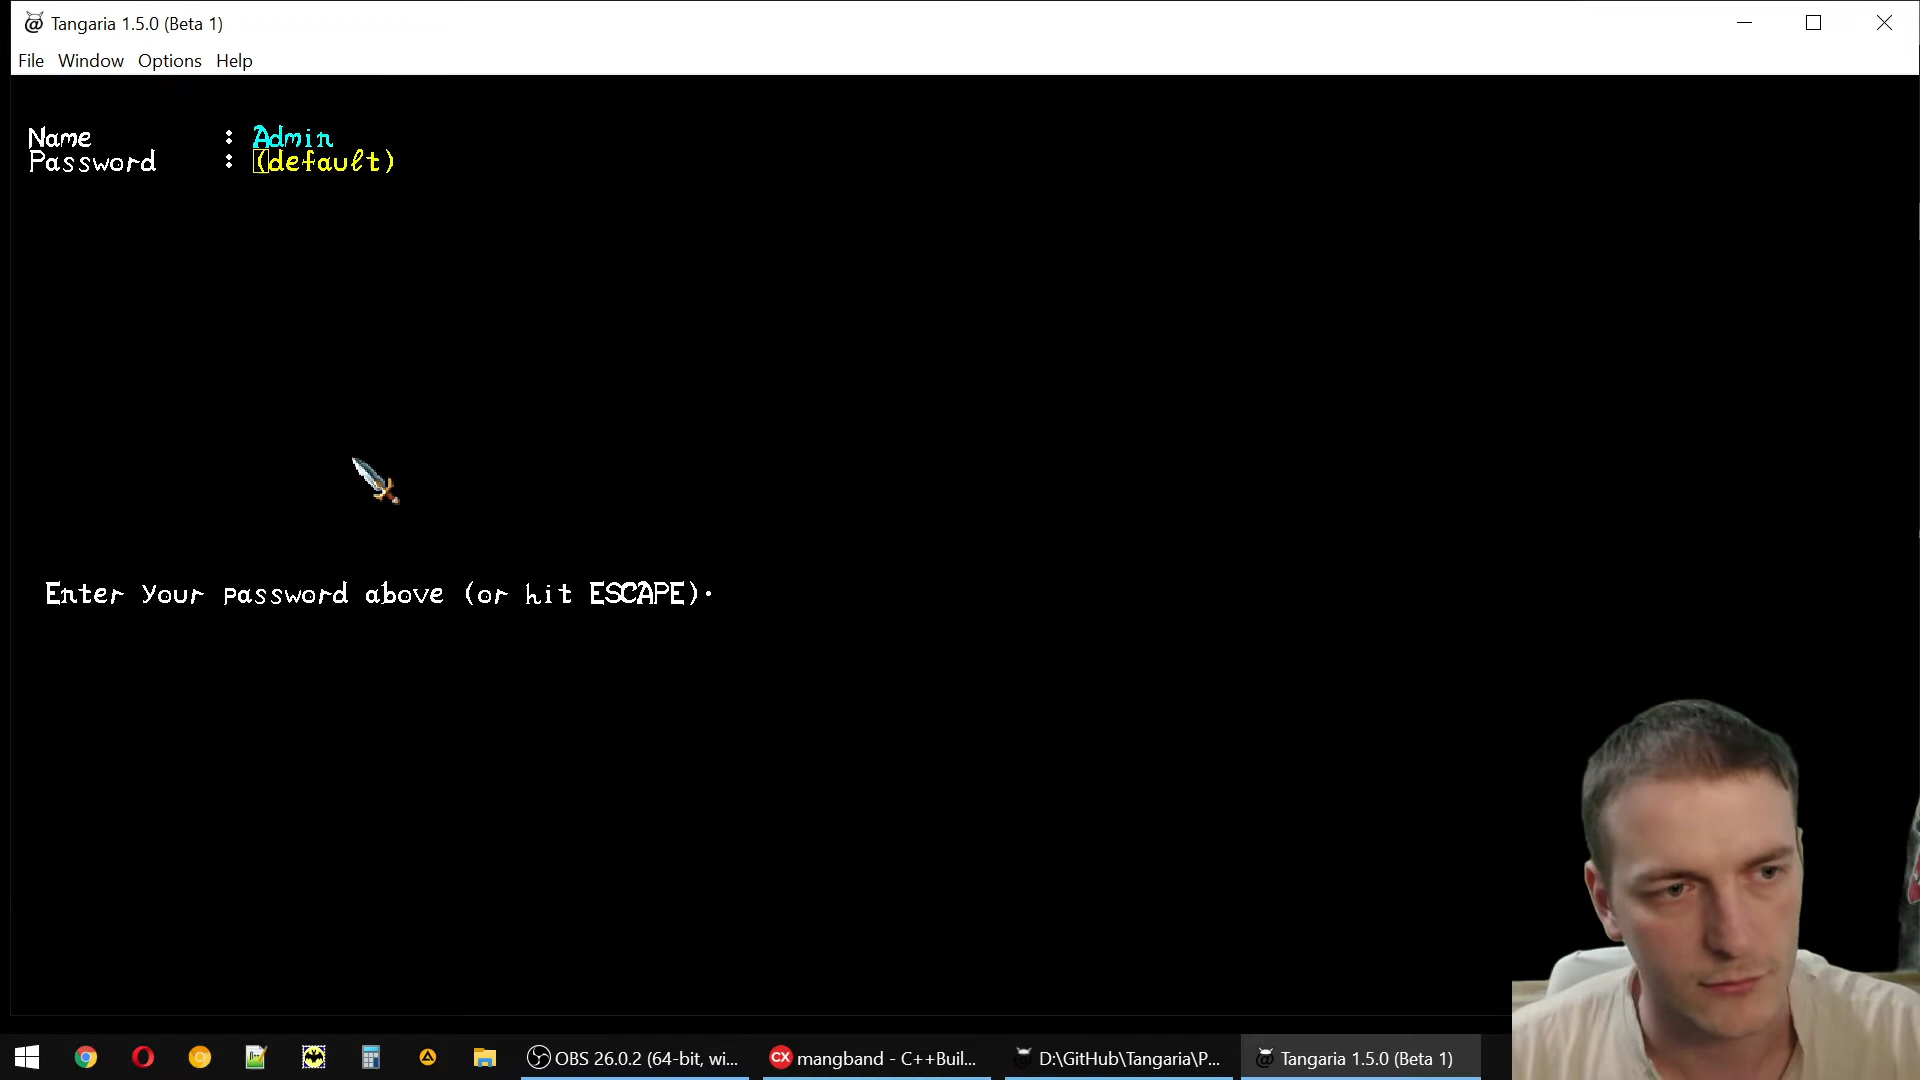 Tangaria 1.5.0 (Beta 1)
File Window Options Help
Name : Admin
Password : (default)
Enter your password above (or hit ESCAPE).
OBS 26.0.2 (64-bit, wi...
CX mangband - C++Buil...
D:\GitHub\Tangaria\P...
Tangaria 1.5.0 (Beta 1)